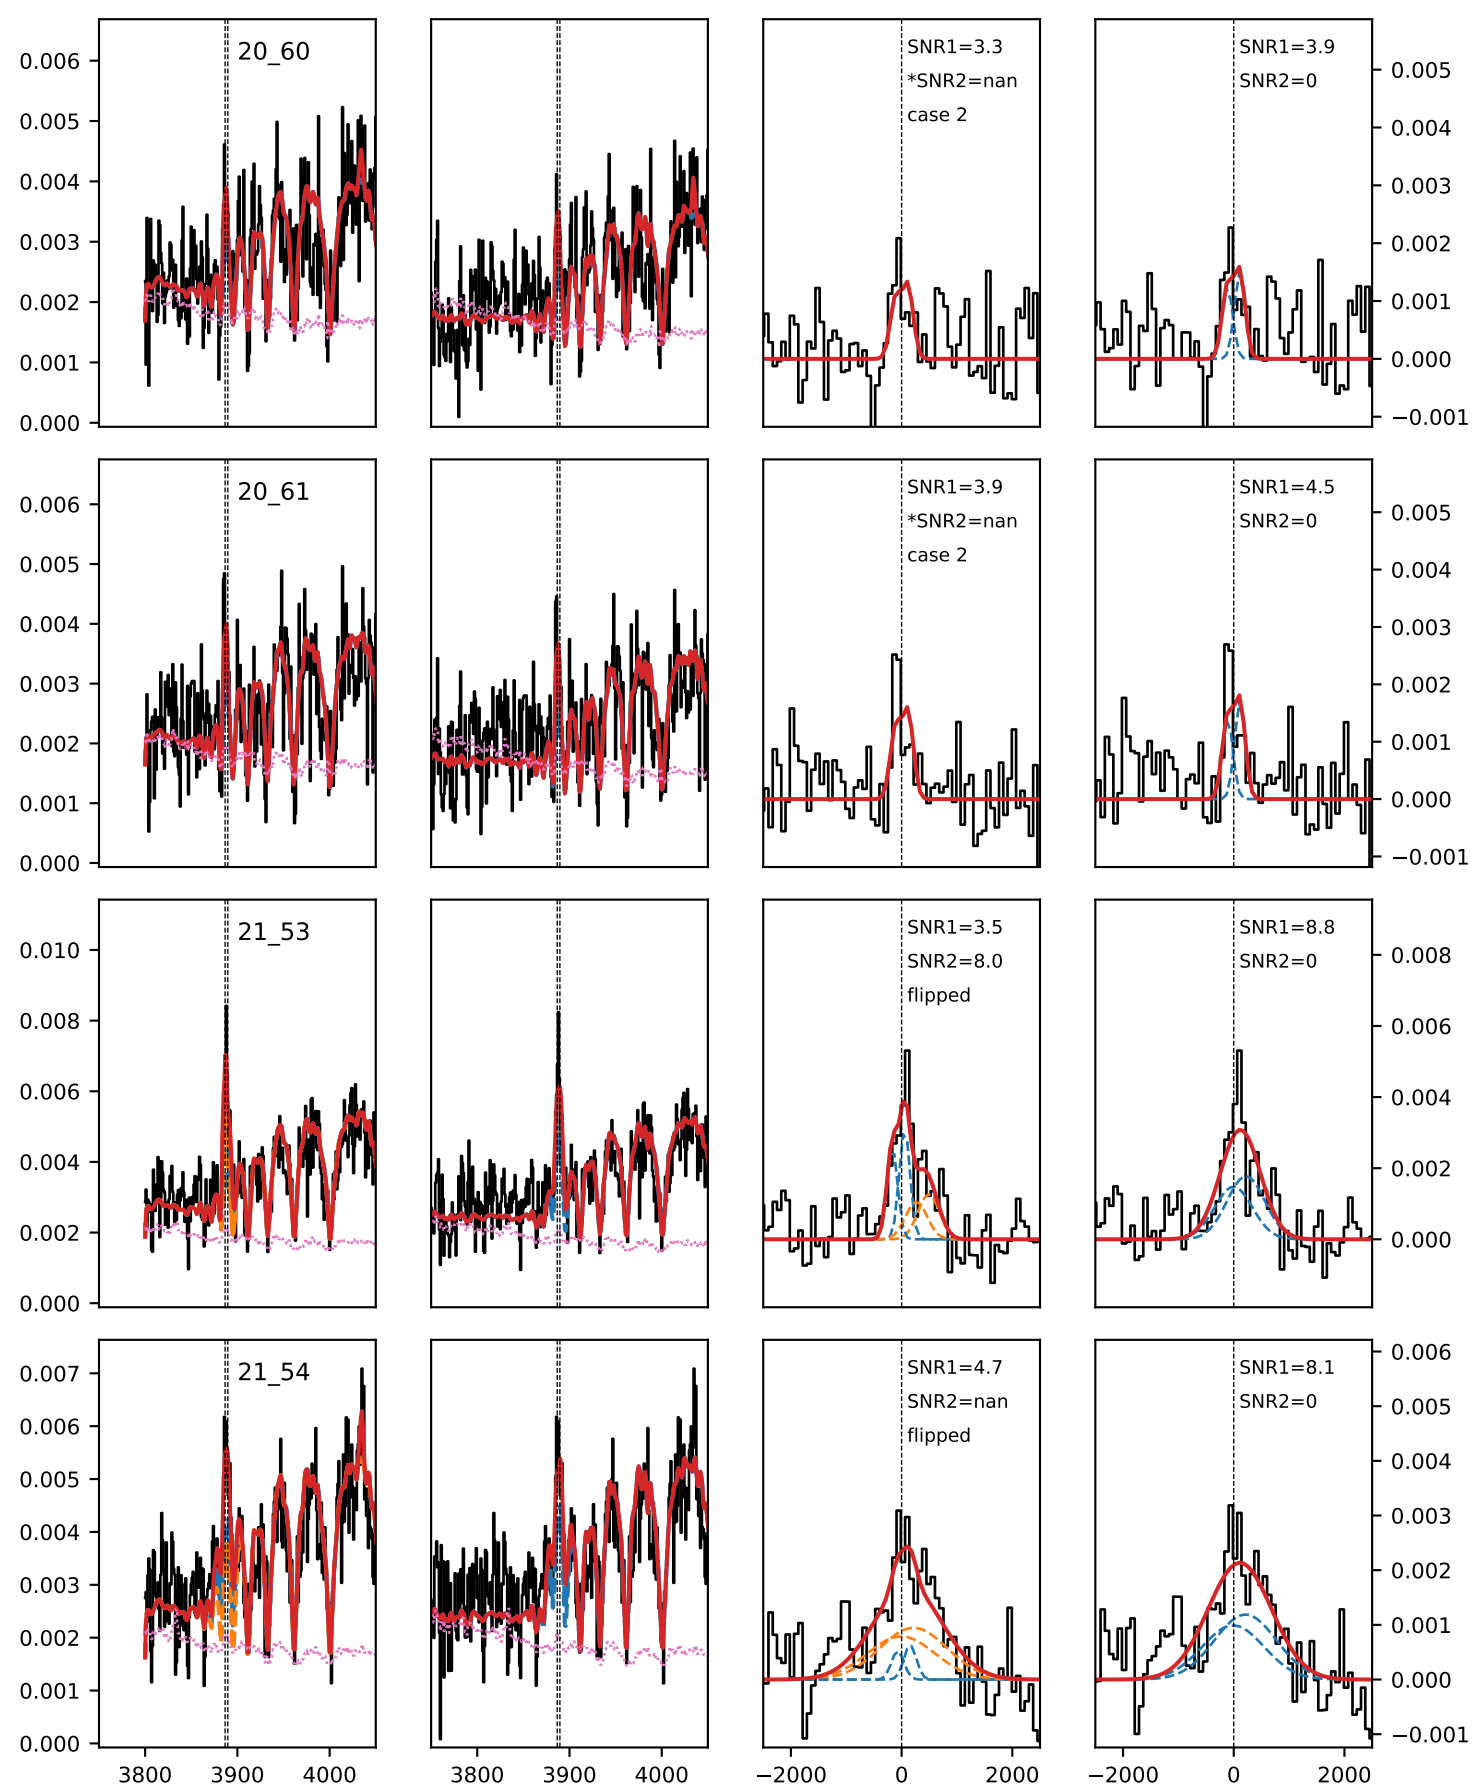 20_60
SNR1=3.3
*SNR2=nan
case 2
SNR1=3.9
SNR2=0
0.006
0.005
0.004
0.003
0.002
0.001
0.000
0.005
0.004
0.003
0.002
0.001
0.000
−0.001
20_61
SNR1=3.9
*SNR2=nan
case 2
SNR1=4.5
SNR2=0
0.006
0.005
0.004
0.003
0.002
0.001
0.000
0.005
0.004
0.003
0.002
0.001
0.000
−0.001
21_53
SNR1=3.5
SNR2=8.0
flipped
SNR1=8.8
SNR2=0
0.010
0.008
0.006
0.004
0.002
0.000
0.008
0.006
0.004
0.002
0.000
21_54
SNR1=4.7
SNR2=nan
flipped
SNR1=8.1
SNR2=0
0.007
0.006
0.005
0.004
0.003
0.002
0.001
0.000
0.006
0.005
0.004
0.003
0.002
0.001
0.000
−0.001
3800 3900 4000
3800 3900 4000
−2000 0 2000
−2000 0 2000